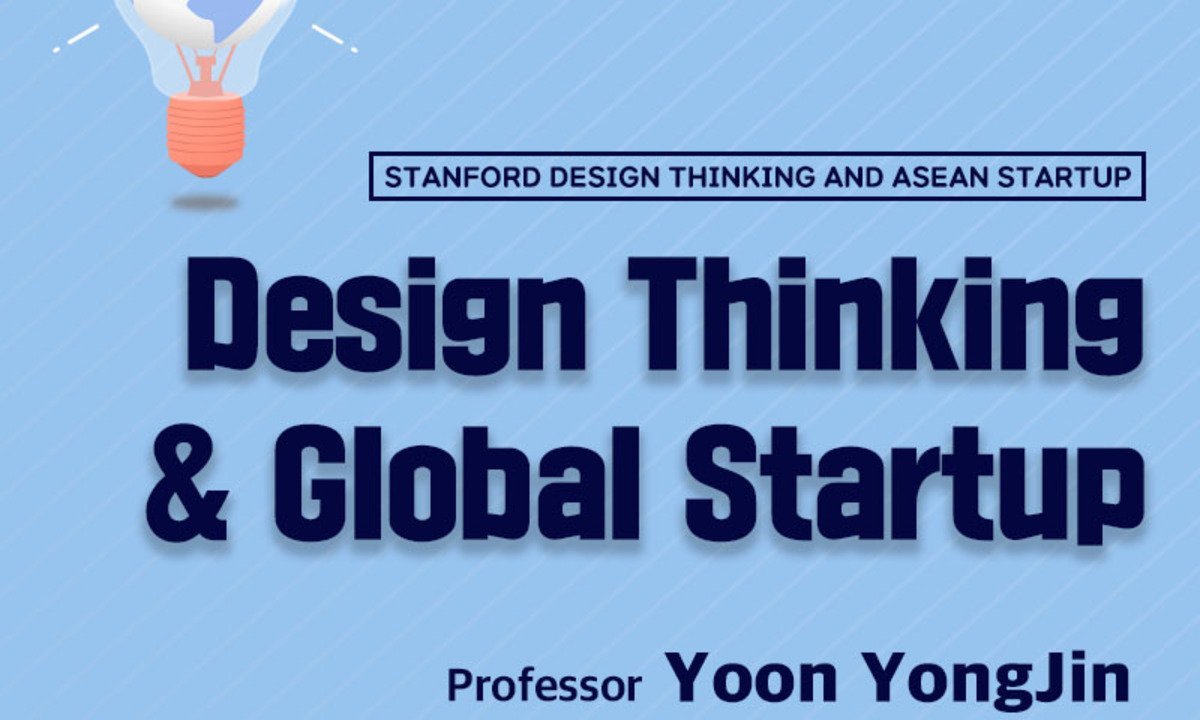 STANFORD DESIGN THINKING AND ASEAN STARTUP
Design Thinking
& Global Startup
Professor Yoon YongJin